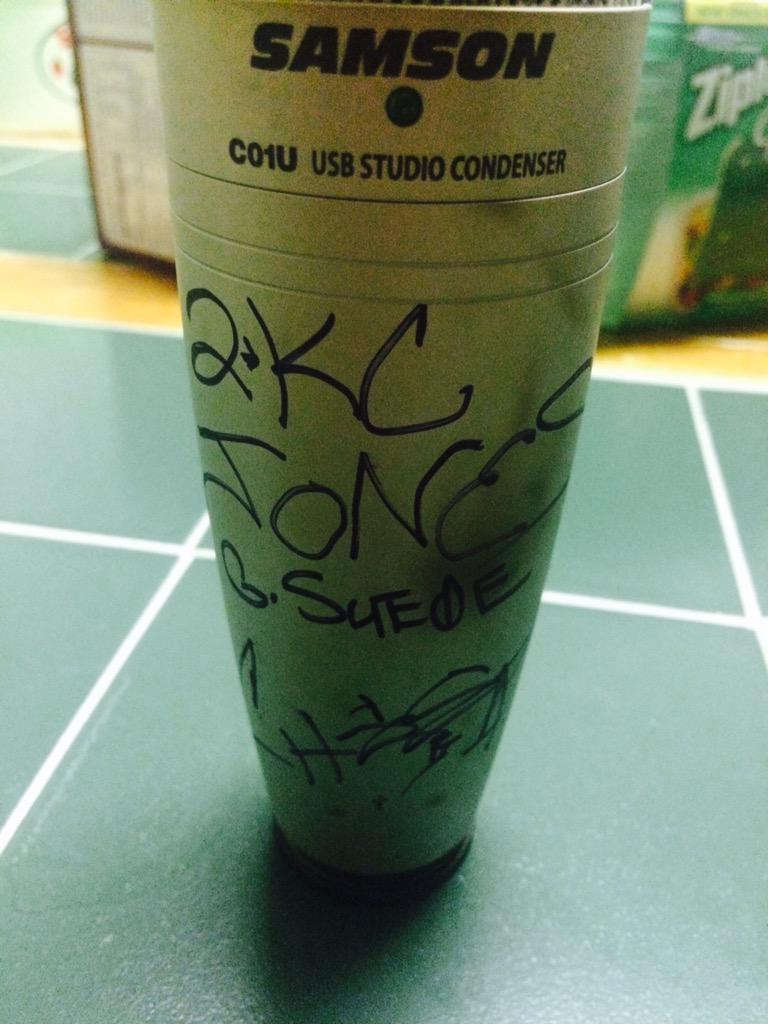 SAMSON
C01U USB STUDIO CONDENSER
2 KC
JONES
B. SUEDE